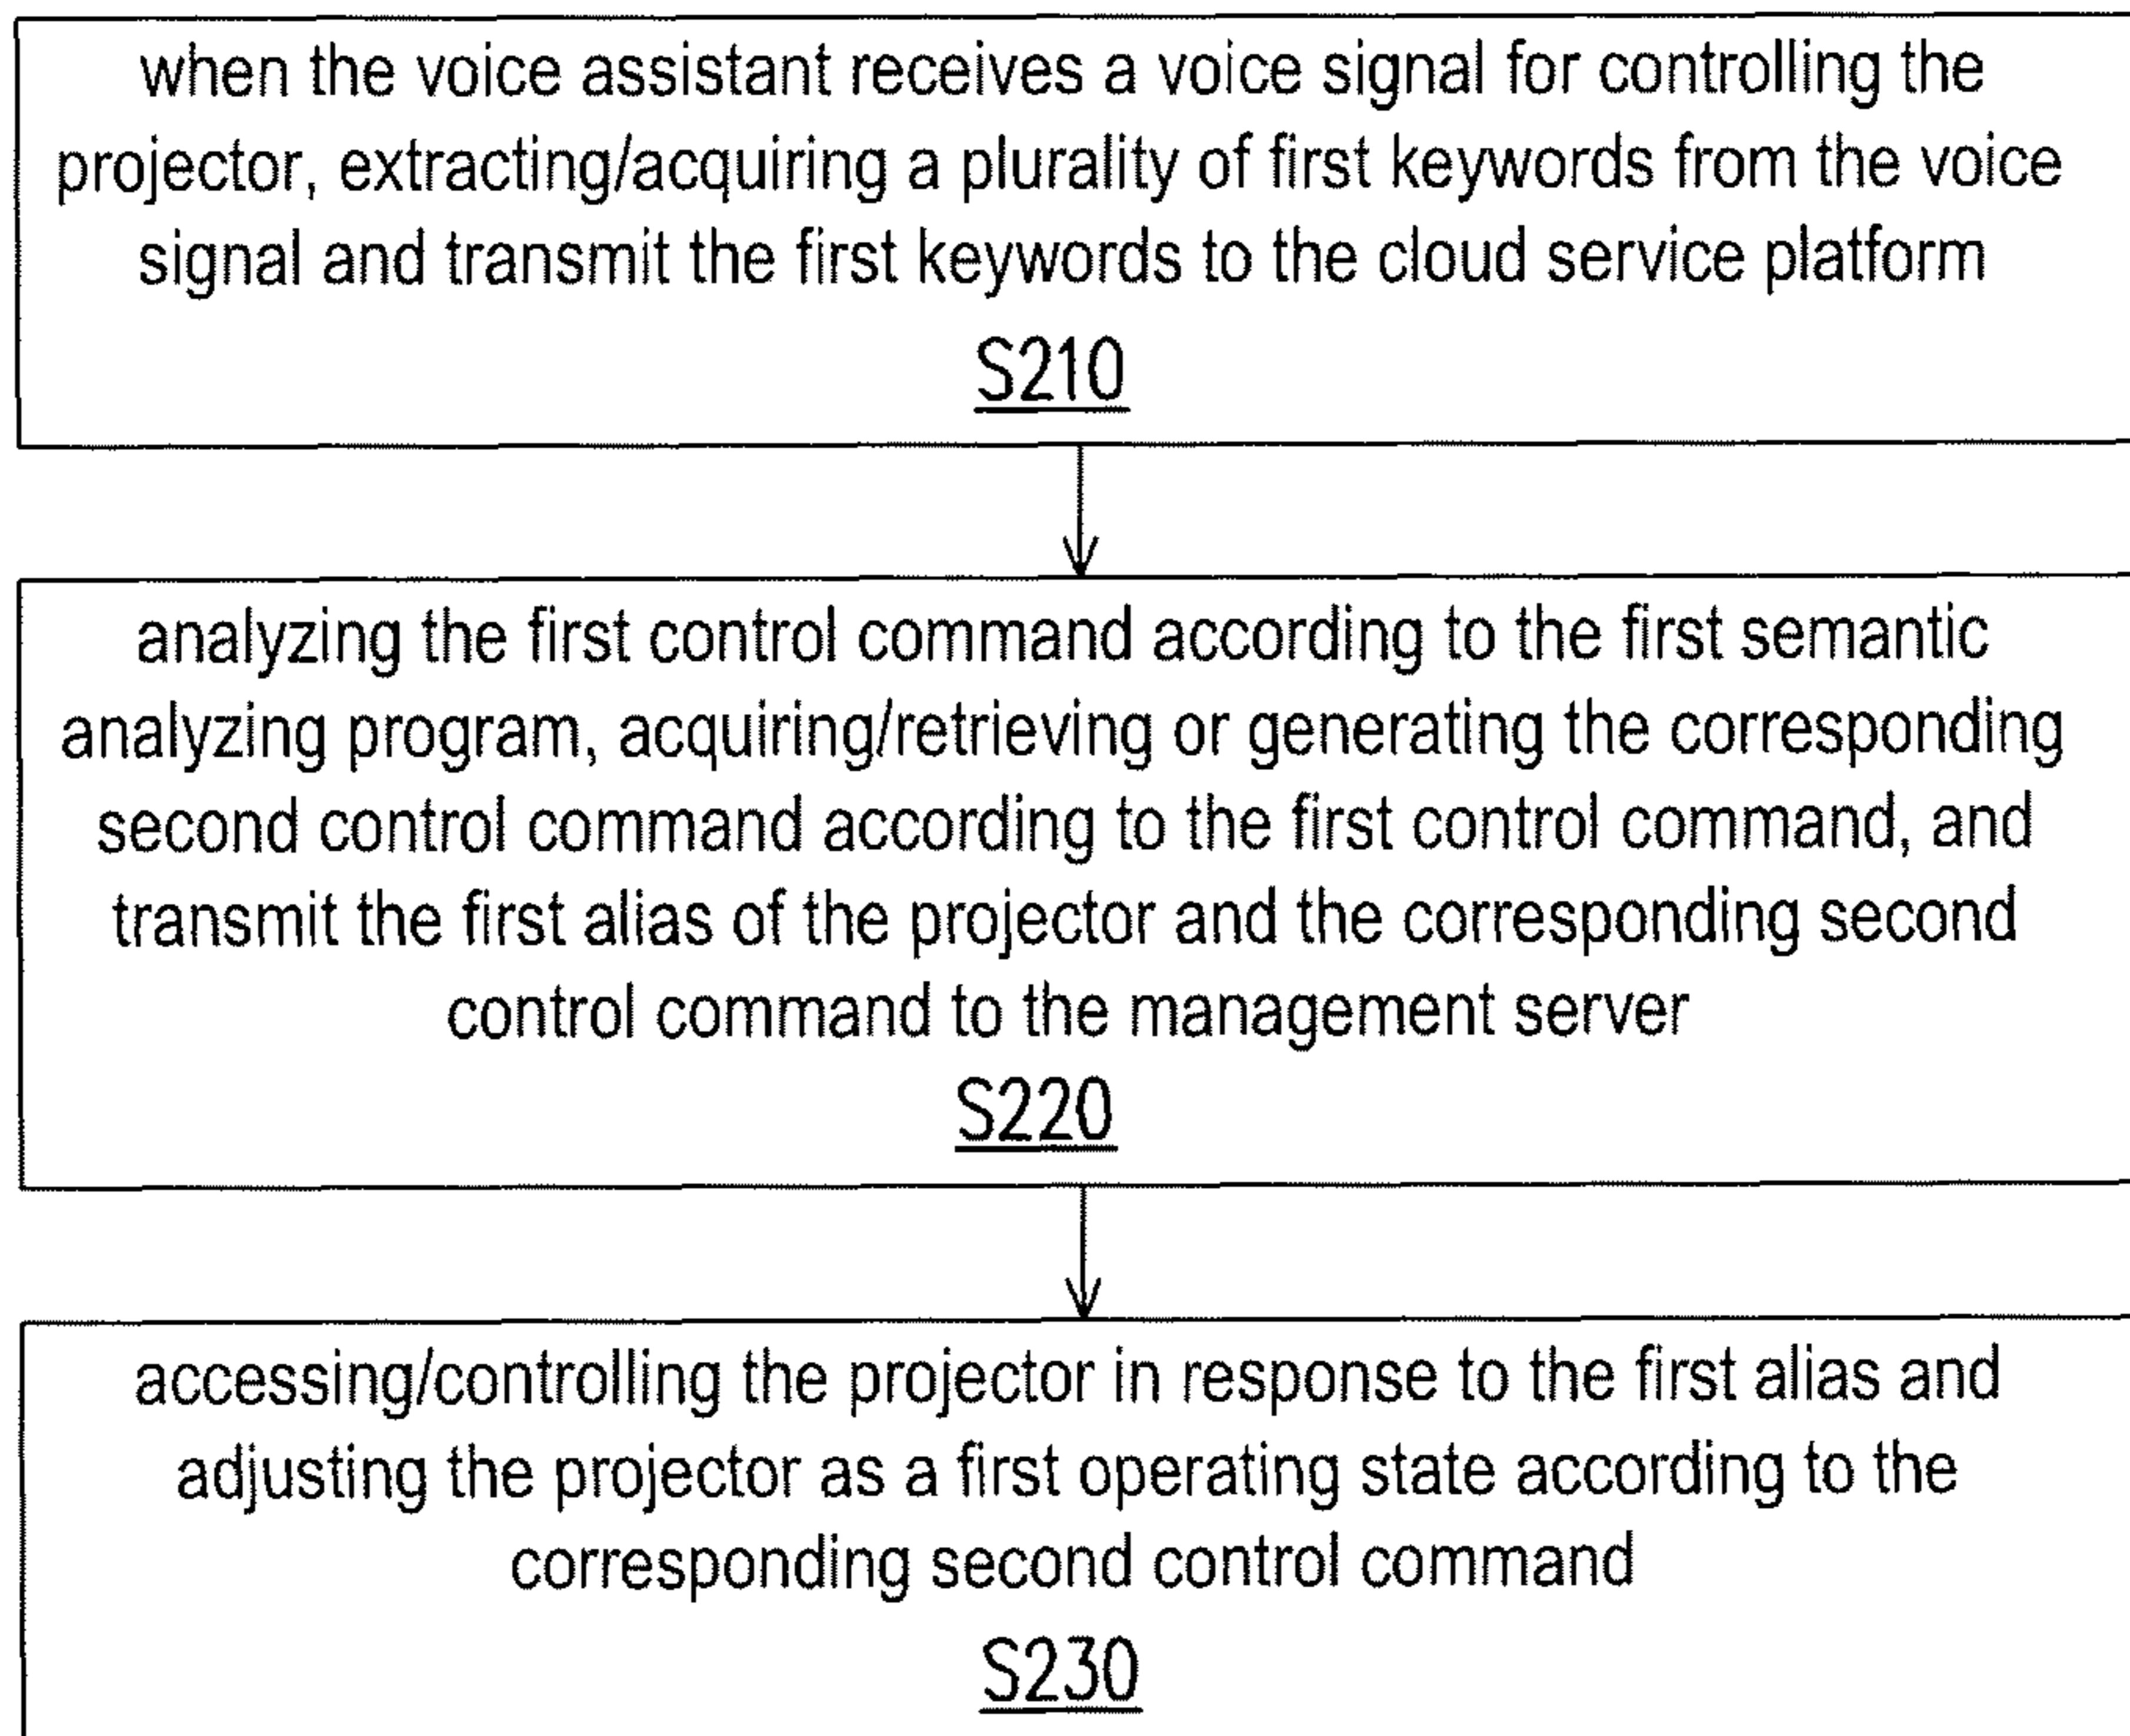 when the voice assistant receives a voice signal for controlling the
projector, extracting/acquiring a plurality of first keywords from the voice
signal and transmit the first keywords to the cloud service platform
S210
analyzing the first control command according to the first semantic
analyzing program, acquiring/retrieving or generating the corresponding
second control command according to the first control command, and
transmit the first alias of the projector and the corresponding second
control command to the management server
S220
accessing/controlling the projector in response to the first alias and
adjusting the projector as a first operating state according to the
corresponding second control command
S230